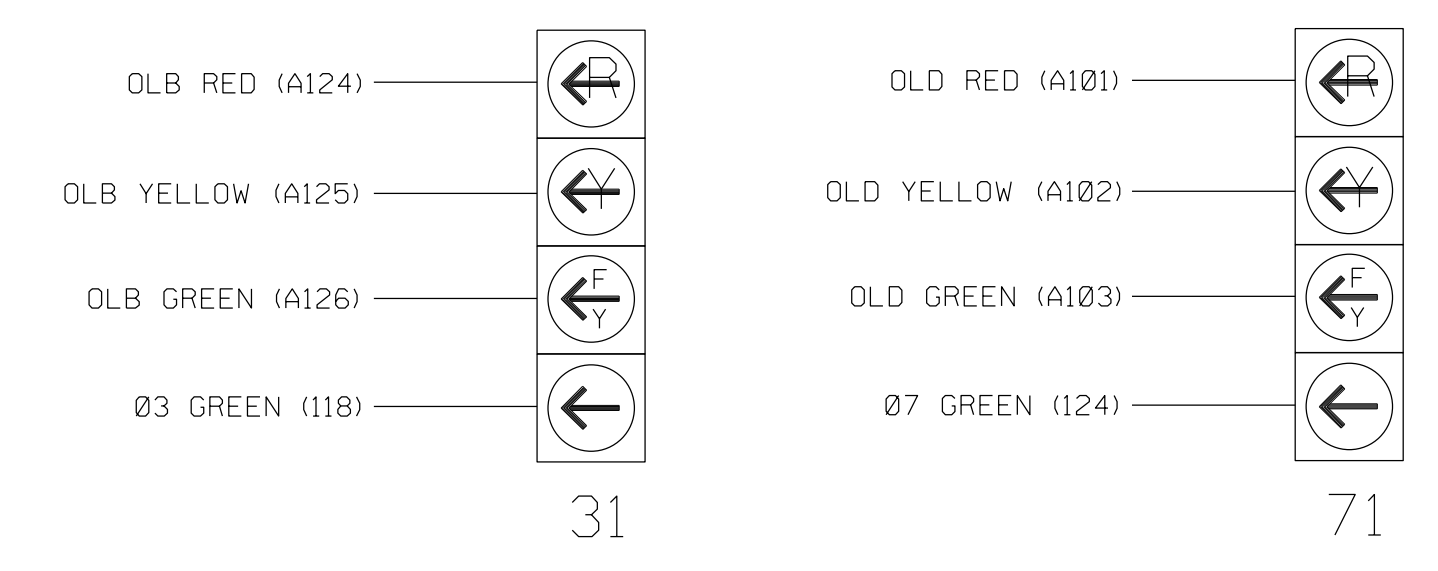 OLB RED (A124)
R
OLB YELLOW (A125)
Y
OLB GREEN (A126)
F
Y
Ø3 GREEN (118)
31
OLD RED (A1Ø1)
R
OLD YELLOW (A1Ø2)
Y
OLD GREEN (A1Ø3)
F
Y
Ø7 GREEN (124)
71